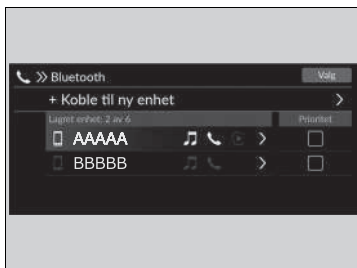 » Bluetooth Valg
+ Koble til ny enhet
Lagret enhet: 2 av 6 Prioritet
AAAAA
BBBBB